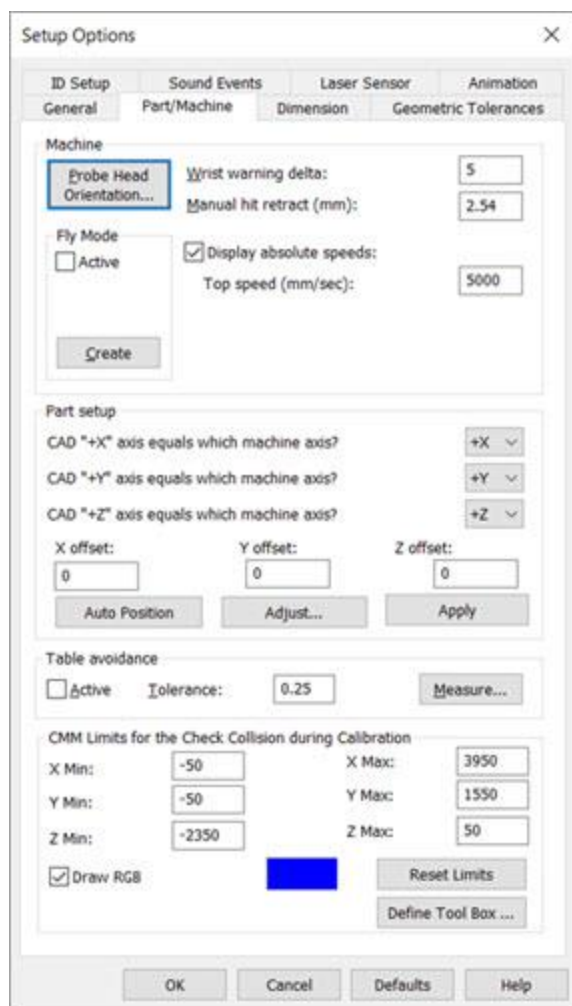 Setup Options
ID Setup Sound Events Laser Sensor Animation
General Part/Machine Dimension Geometric Tolerances
Machine
Probe Head
Orientation...
Wrist warning delta: 5
Manual hit retract (mm): 2.54
Fly Mode
Active
Display absolute speeds:
Top speed (mm/sec): 5000
Create
Part setup
CAD "+X" axis equals which machine axis? +X
CAD "+Y" axis equals which machine axis? +Y
CAD "+Z" axis equals which machine axis? +Z
X offset: Y offset: Z offset:
0 0 0
Auto Position Adjust... Apply
Table avoidance
Active Tolerance: 0.25 Measure...
CMM Limits for the Check Collision during Calibration
X Min: -50 X Max: 3950
Y Min: -50 Y Max: 1550
Z Min: -2350 Z Max: 50
Draw RGB Reset Limits
Define Tool Box ...
OK Cancel Defaults Help